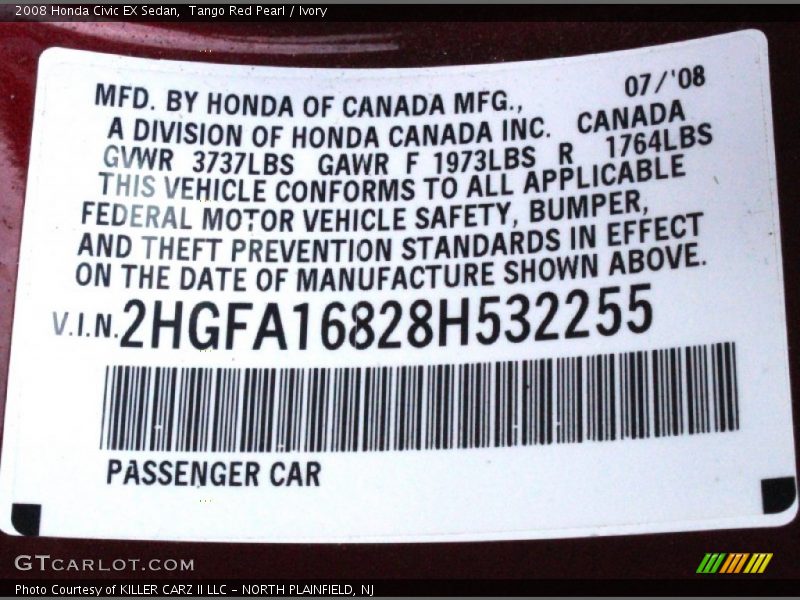 2008 Honda Civic EX Sedan,  Tango Red Pearl / Ivory
07/'08
MFD. BY HONDA OF CANADA MFG.,
A DIVISION OF HONDA CANADA INC.  CANADA
GVWR 3737LBS  GAWR F 1973LBS  R  1764LBS
THIS VEHICLE CONFORMS TO ALL APPLICABLE
FEDERAL MOTOR VEHICLE SAFETY, BUMPER,
AND THEFT PREVENTION STANDARDS IN EFFECT
ON THE DATE OF MANUFACTURE SHOWN ABOVE.
V.I.N.2HGFA16828H532255
PASSENGER CAR
GTCARLOT.COM
Photo Courtesy of KILLER CARZ II LLC - NORTH PLAINFIELD, NJ